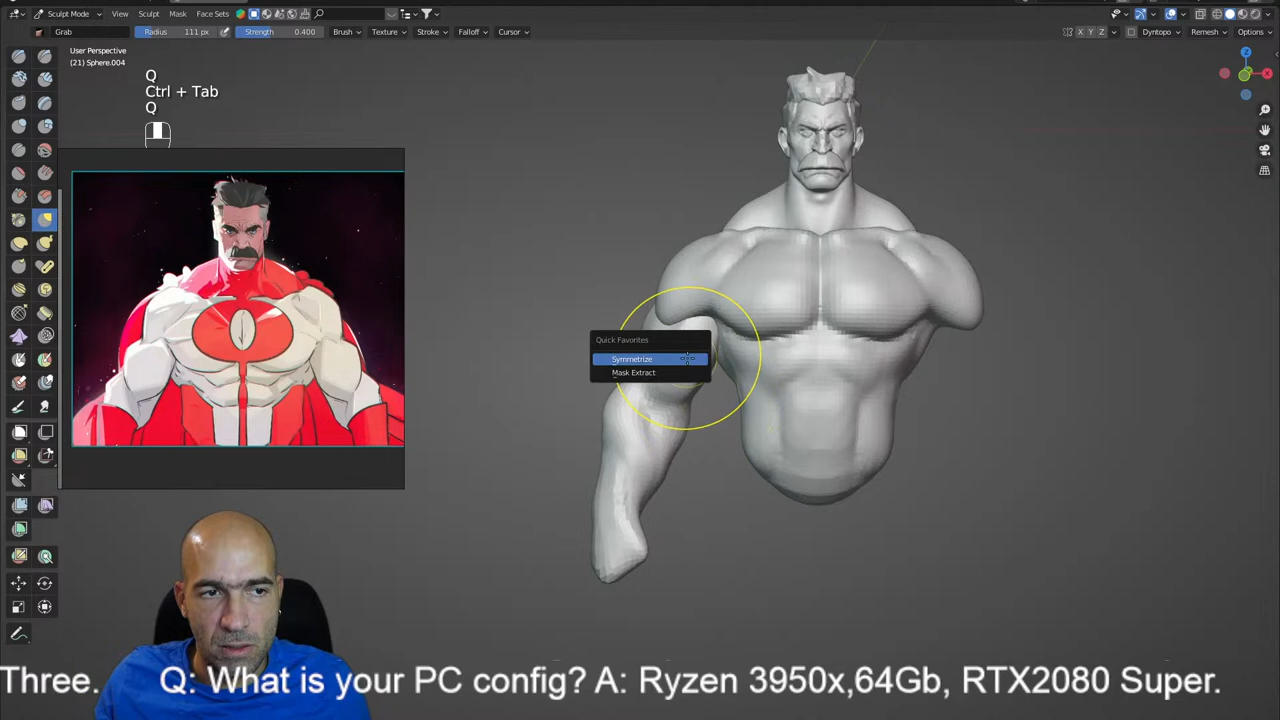 Sculpt Mode View Sculpt Mask Face Sets
Grab Radius 111 px Strength 0.400 Brush Texture Stroke Falloff Cursor X Y Z Dyntopo Remesh Options
User Perspective
(21) Sphere.004
Q
Ctrl + Tab
Q
Z
X
Quick Favorites
Symmetrize
Mask Extract
Three. Q: What is your PC config? A: Ryzen 3950x,64Gb, RTX2080 Super.